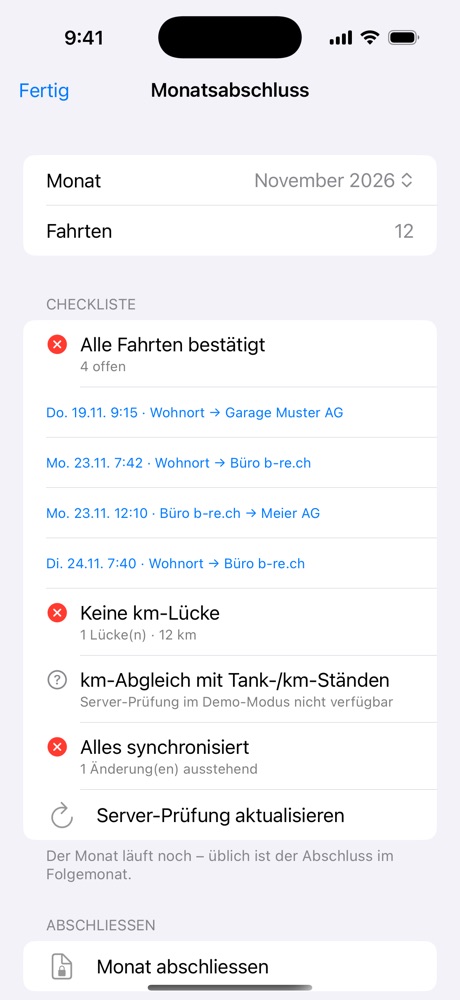 9:41
Fertig
Monatsabschluss
Monat
November 2026
Fahrten
12
CHECKLISTE
Alle Fahrten bestätigt
4 offen
Do. 19.11. 9:15 · Wohnort → Garage Muster AG
Mo. 23.11. 7:42 · Wohnort → Büro b-re.ch
Mo. 23.11. 12:10 · Büro b-re.ch → Meier AG
Di. 24.11. 7:40 · Wohnort → Büro b-re.ch
Keine km-Lücke
1 Lücke(n) · 12 km
km-Abgleich mit Tank-/km-Ständen
Server-Prüfung im Demo-Modus nicht verfügbar
Alles synchronisiert
1 Änderung(en) ausstehend
Server-Prüfung aktualisieren
Der Monat läuft noch – üblich ist der Abschluss im
Folgemonat.
ABSCHLIESSEN
Monat abschliessen